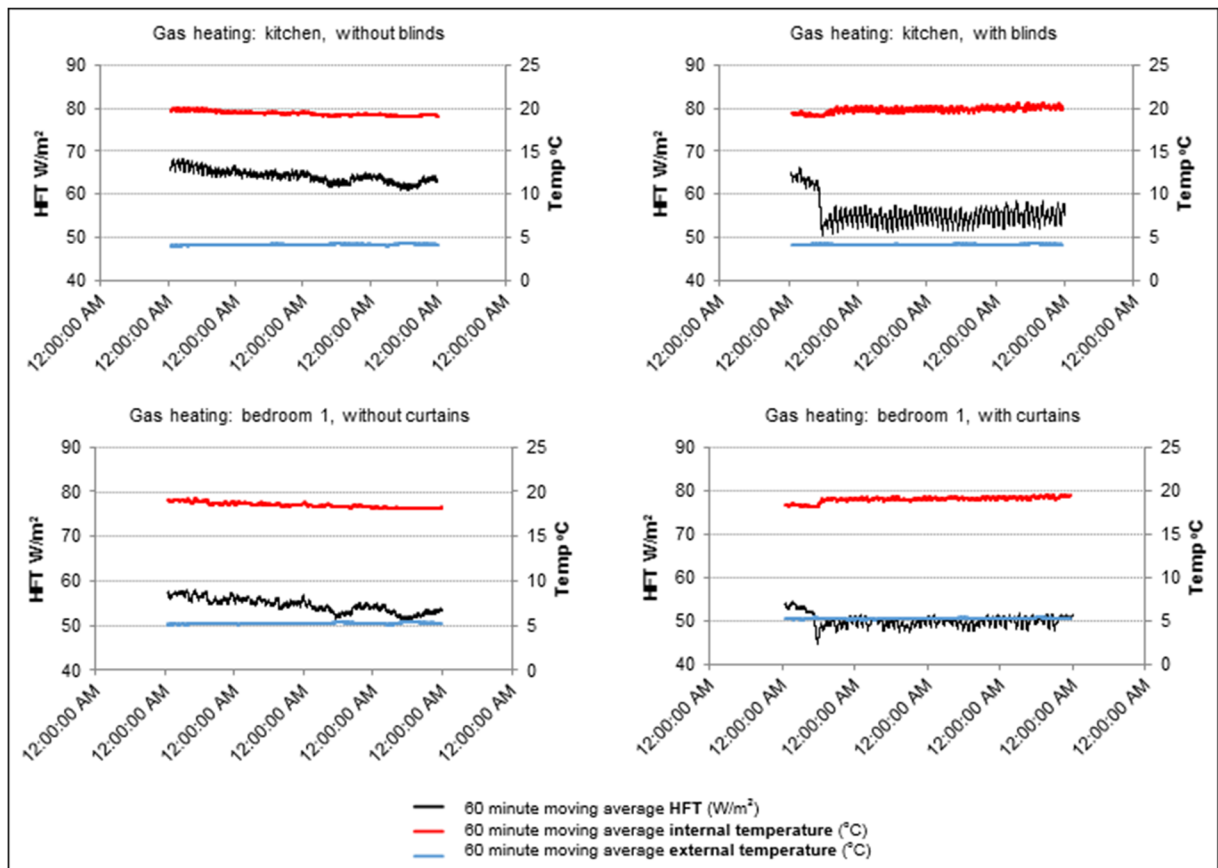 Gas heating: kitchen, without blinds
90
80
70
60
50
40
HFT W/m²
25
20
15
10
5
0
Temp °C
12:00:00 AM
12:00:00 AM
12:00:00 AM
12:00:00 AM
12:00:00 AM
12:00:00 AM
12:00:00 AM
Gas heating: kitchen, with blinds
90
80
70
60
50
40
HFT W/m²
25
20
15
10
5
0
Temp °C
12:00:00 AM
12:00:00 AM
12:00:00 AM
12:00:00 AM
12:00:00 AM
12:00:00 AM
12:00:00 AM
Gas heating: bedroom 1, without curtains
90
80
70
60
50
40
HFT W/m²
25
20
15
10
5
0
Temp °C
12:00:00 AM
12:00:00 AM
12:00:00 AM
12:00:00 AM
12:00:00 AM
12:00:00 AM
12:00:00 AM
Gas heating: bedroom 1, with curtains
90
80
70
60
50
40
HFT W/m²
25
20
15
10
5
0
Temp °C
12:00:00 AM
12:00:00 AM
12:00:00 AM
12:00:00 AM
12:00:00 AM
12:00:00 AM
12:00:00 AM
60 minute moving average HFT (W/m²)
60 minute moving average internal temperature (°C)
60 minute moving average external temperature (°C)